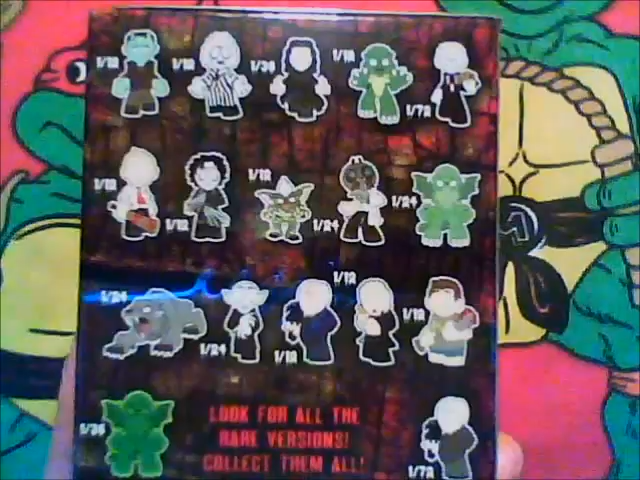 1/12 1/12 1/36 1/12 1/72
1/12 1/12 1/12 1/24 1/24
1/24 1/24 1/12 1/12 1/12
1/36
LOOK FOR ALL THE
RARE VERSIONS!
COLLECT THEM ALL!
1/72